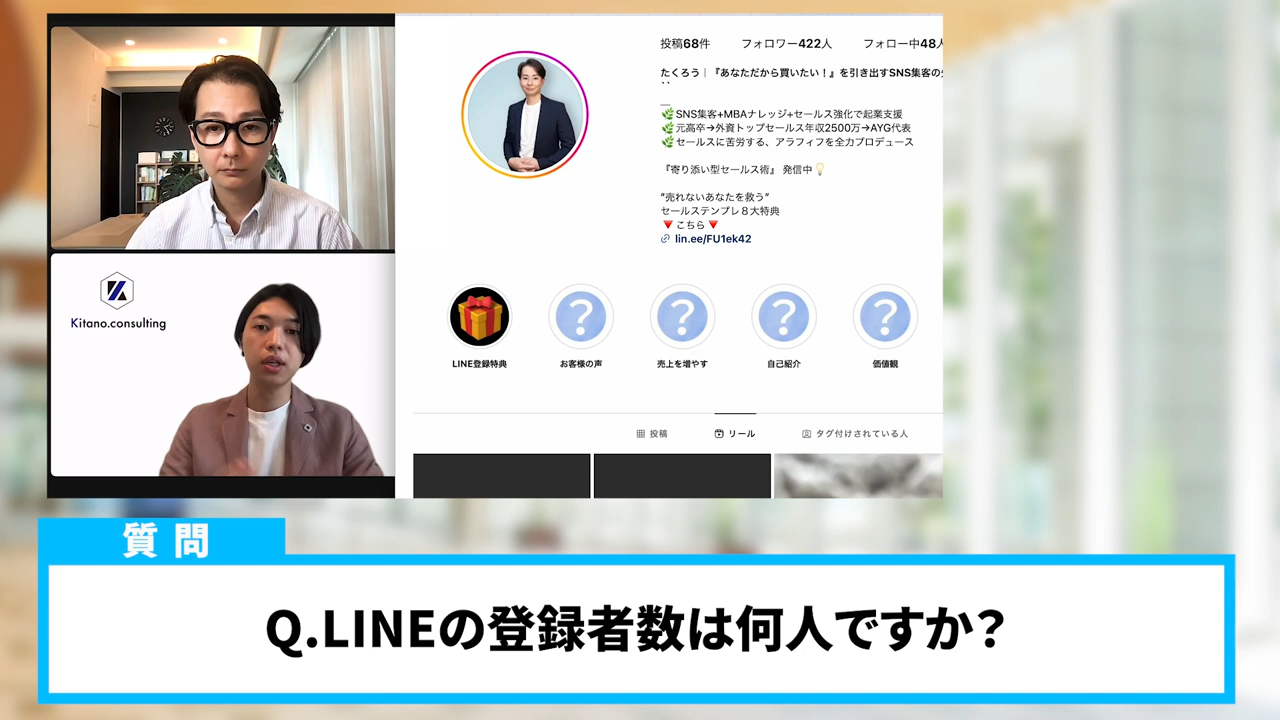 Kitano.consulting
投稿68件 フォロワー422人 フォロー中48人
たくろう｜『あなただから買いたい！』を引き出すSNS集客の
🌿SNS集客+MBAナレッジ+セールス強化で起業支援
🌿元高卒→外資トップセールス年収2500万→AYG代表
🌿セールスに苦労する、アラフィフを全力プロデュース
『寄り添い型セールス術』 発信中💡
”売れないあなたを救う”
セールステンプレ８大特典
🔻こちら🔻
lin.ee/FU1ek42
? ? ? ?
LINE登録特典 お客様の声 売上を増やす 自己紹介 価値観
投稿 リール タグ付けされている人
質問
Q.LINEの登録者数は何人ですか？